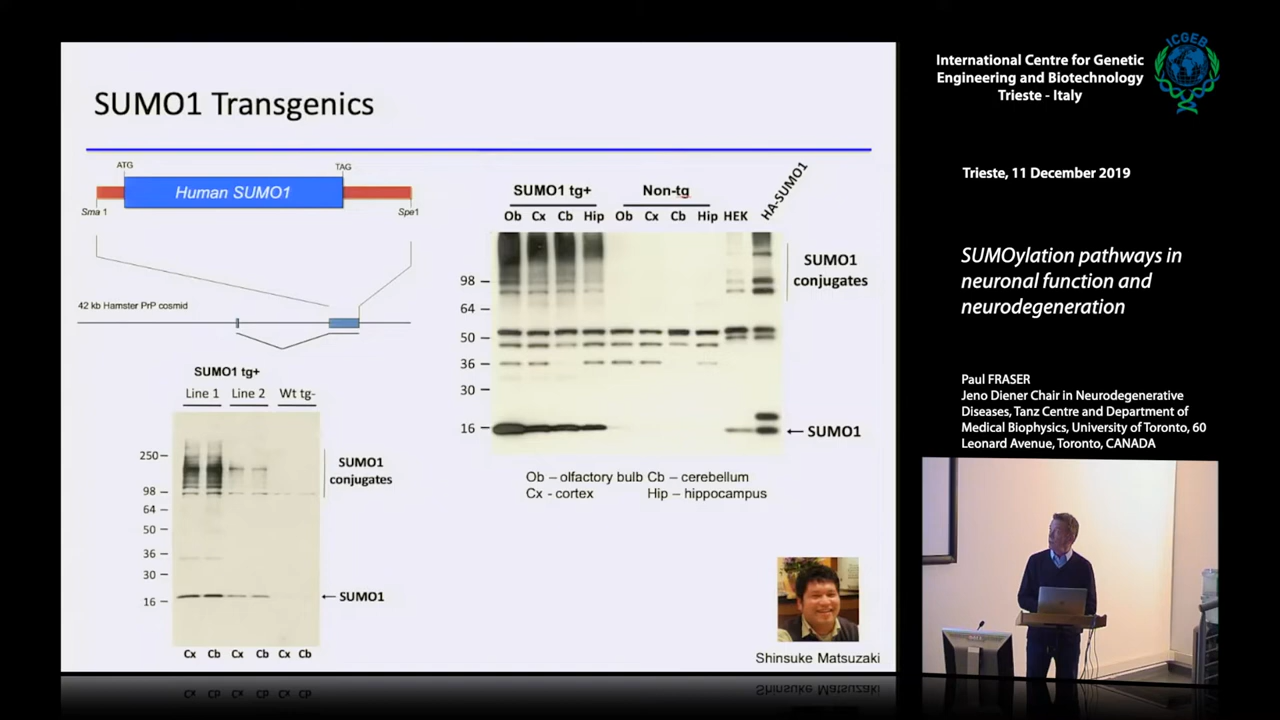 SUMO1 Transgenics
ATG
TAG
Human SUMO1
Sma 1
Spe1
42 kb Hamster PrP cosmid
SUMO1 tg+
Line 1
Line 2
Wt tg-
250
98
64
50
36
30
16
SUMO1
conjugates
SUMO1
Cx Cb Cx Cb Cx Cb
SUMO1 tg+
Non-tg
Ob Cx Cb Hip Ob Cx Cb Hip HEK HA-SUMO1
98
64
50
36
30
16
SUMO1
conjugates
SUMO1
Ob – olfactory bulb Cb – cerebellum
Cx - cortex Hip – hippocampus
Shinsuke Matsuzaki
International Centre for Genetic
Engineering and Biotechnology
Trieste - Italy
ICGEB
Trieste, 11 December 2019
SUMOylation pathways in
neuronal function and
neurodegeneration
Paul FRASER
Jeno Diener Chair in Neurodegenerative
Diseases, Tanz Centre and Department of
Medical Biophysics, University of Toronto, 60
Leonard Avenue, Toronto, CANADA